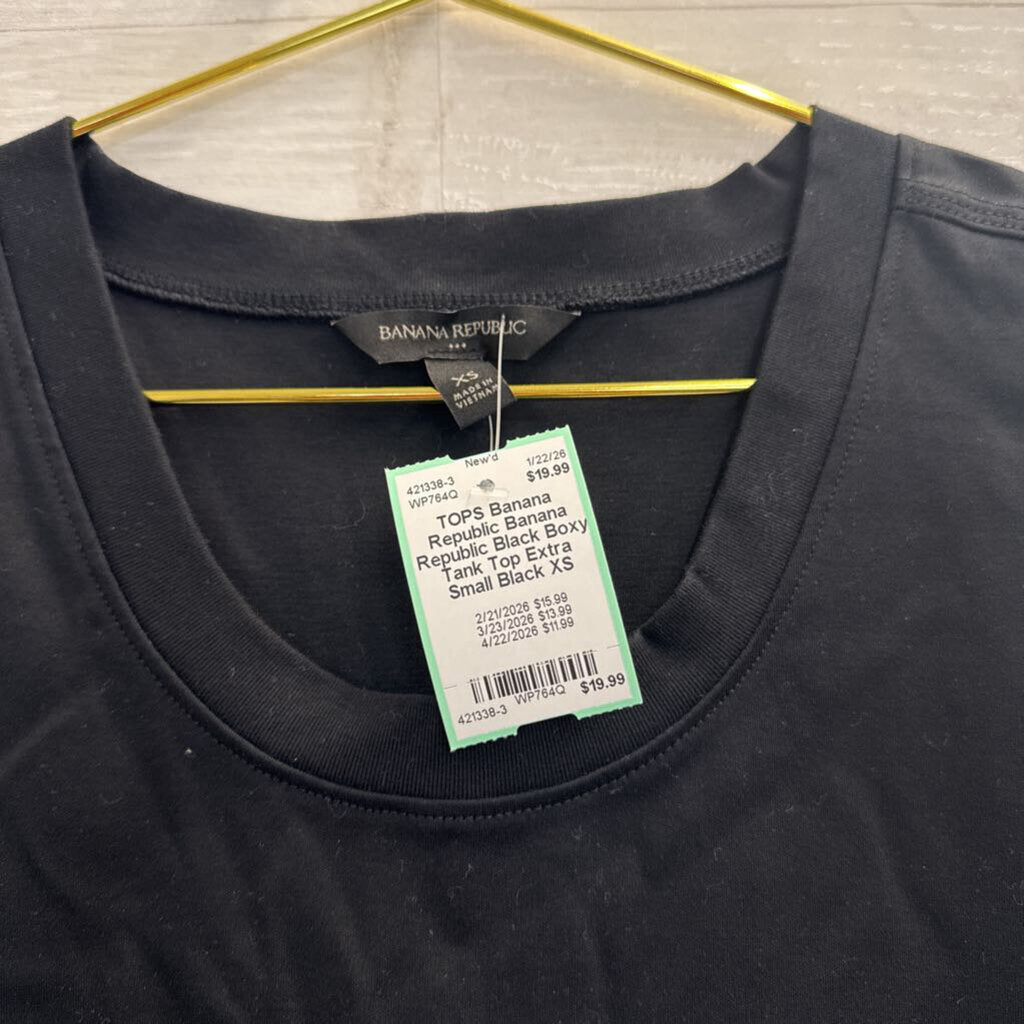 BANANA REPUBLIC
XS
MADE IN
VIETNAM
New'd
1/22/26
421338-3
$19.99
WP764Q
TOPS Banana
Republic Banana
Republic Black Boxy
Tank Top Extra
Small Black XS
2/21/2026 $15.99
3/23/2026 $13.99
4/22/2026 $11.99
421338-3 WP764Q $19.99